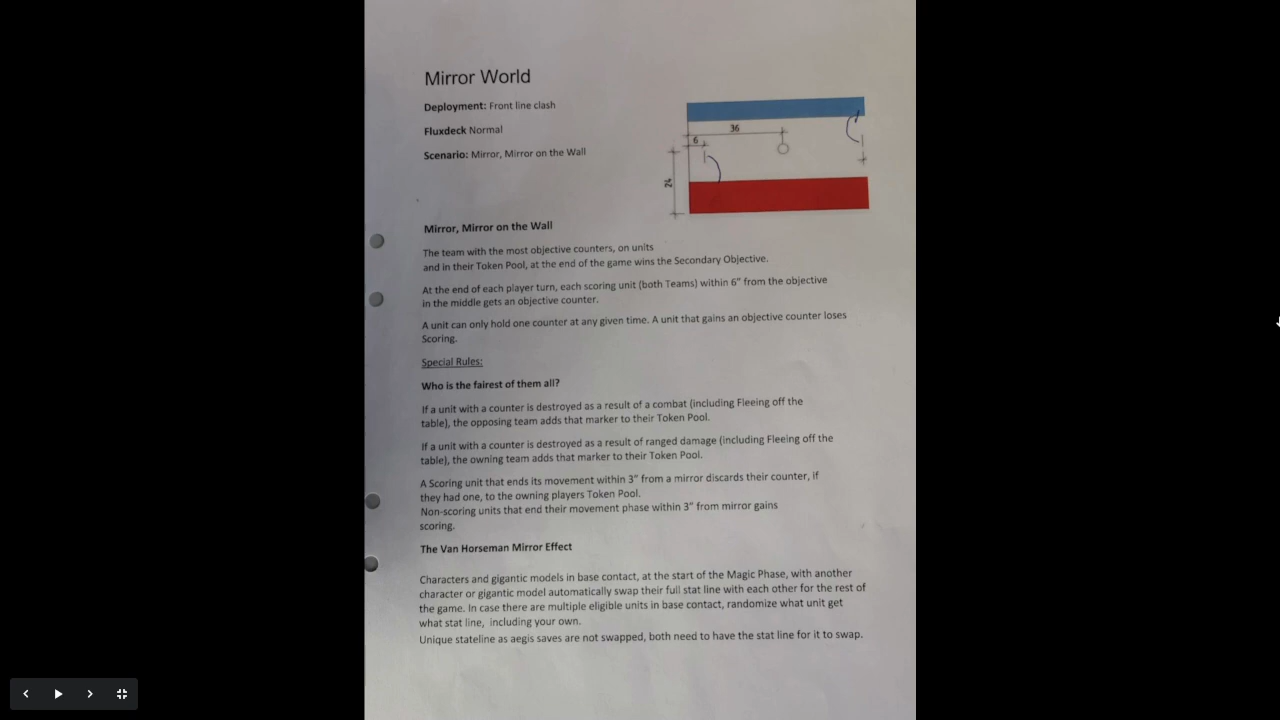 Mirror World
Deployment: Front line clash
Fluxdeck Normal
Scenario: Mirror, Mirror on the Wall
36
6
24
Mirror, Mirror on the Wall
The team with the most objective counters, on units
and in their Token Pool, at the end of the game wins the Secondary Objective.
At the end of each player turn, each scoring unit (both Teams) within 6" from the objective
in the middle gets an objective counter.
A unit can only hold one counter at any given time. A unit that gains an objective counter loses
Scoring.
Special Rules:
Who is the fairest of them all?
If a unit with a counter is destroyed as a result of a combat (including Fleeing off the
table), the opposing team adds that marker to their Token Pool.
If a unit with a counter is destroyed as a result of ranged damage (including Fleeing off the
table), the owning team adds that marker to their Token Pool.
A Scoring unit that ends its movement within 3" from a mirror discards their counter, if
they had one, to the owning players Token Pool.
Non-scoring units that end their movement phase within 3" from mirror gains
scoring.
The Van Horseman Mirror Effect
Characters and gigantic models in base contact, at the start of the Magic Phase, with another
character or gigantic model automatically swap their full stat line with each other for the rest of
the game. In case there are multiple eligible units in base contact, randomize what unit get
what stat line, including your own.
Unique stateline as aegis saves are not swapped, both need to have the stat line for it to swap.